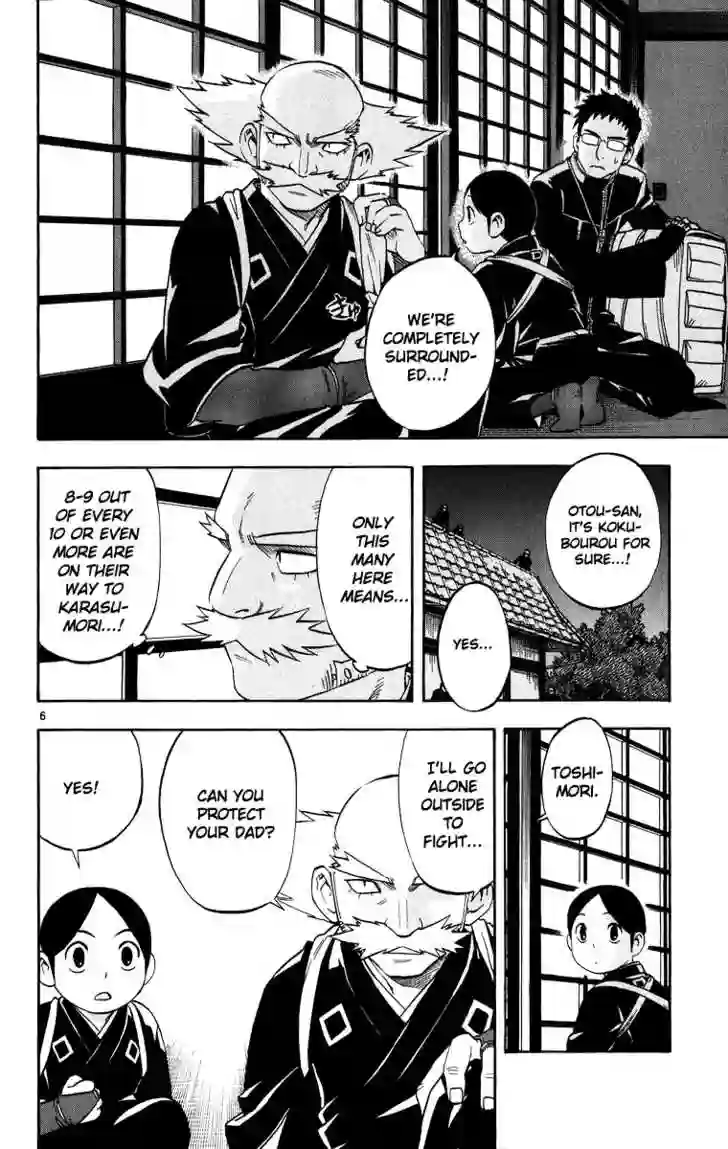 WE'RE
COMPLETELY
SURROUND-
ED...!
OTOU-SAN,
IT'S KOKU-
BOUROU FOR
SURE...!
YES...
ONLY
THIS
MANY
HERE
MEANS...
8-9 OUT
OF EVERY
10 OR EVEN
MORE ARE
ON THEIR
WAY TO
KARASU-
MORI...!
6
TOSHI-
MORI.
I'LL GO
ALONE
OUTSIDE
TO
FIGHT...
CAN YOU
PROTECT
YOUR DAD?
YES!